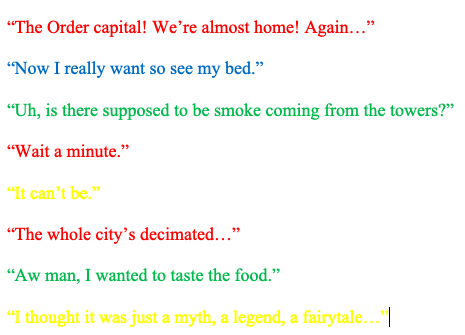 “The Order capital! We’re almost home! Again…”
“Now I really want so see my bed.”
“Uh, is there supposed to be smoke coming from the towers?”
“Wait a minute.”
“It can’t be.”
“The whole city’s decimated…”
“Aw man, I wanted to taste the food.”
“I thought it was just a myth, a legend, a fairytale…”